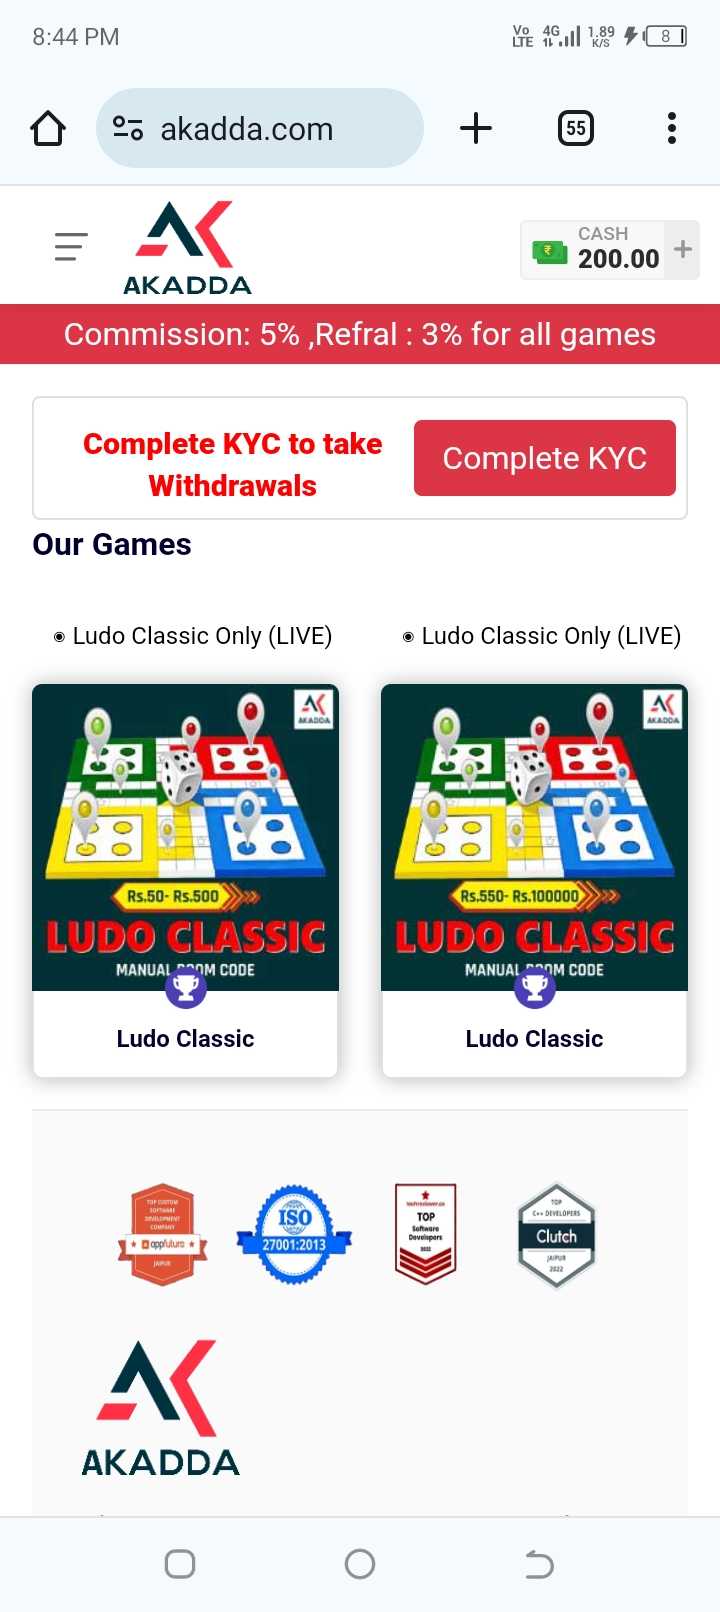 8:44 PM
Vo LTE 4G 1.89 K/S 8
akadda.com
55
AKADDA
CASH
200.00
Commission: 5% ,Refral : 3% for all games
Complete KYC to take
Withdrawals
Complete KYC
Our Games
Ludo Classic Only (LIVE)
Ludo Classic Only (LIVE)
AKADDA
AKADDA
Rs.50- Rs.500
Rs.550- Rs.100000
LUDO CLASSIC
LUDO CLASSIC
MANUAL ROOM CODE
MANUAL ROOM CODE
Ludo Classic
Ludo Classic
TOP CUSTOM
SOFTWARE
DEVELOPMENT
COMPANY
appfutura
JAIPUR
ISO
27001:2013
TOP
Software
Developers
2022
TOP
C++ DEVELOPERS
Clutch
JAIPUR
2022
AKADDA